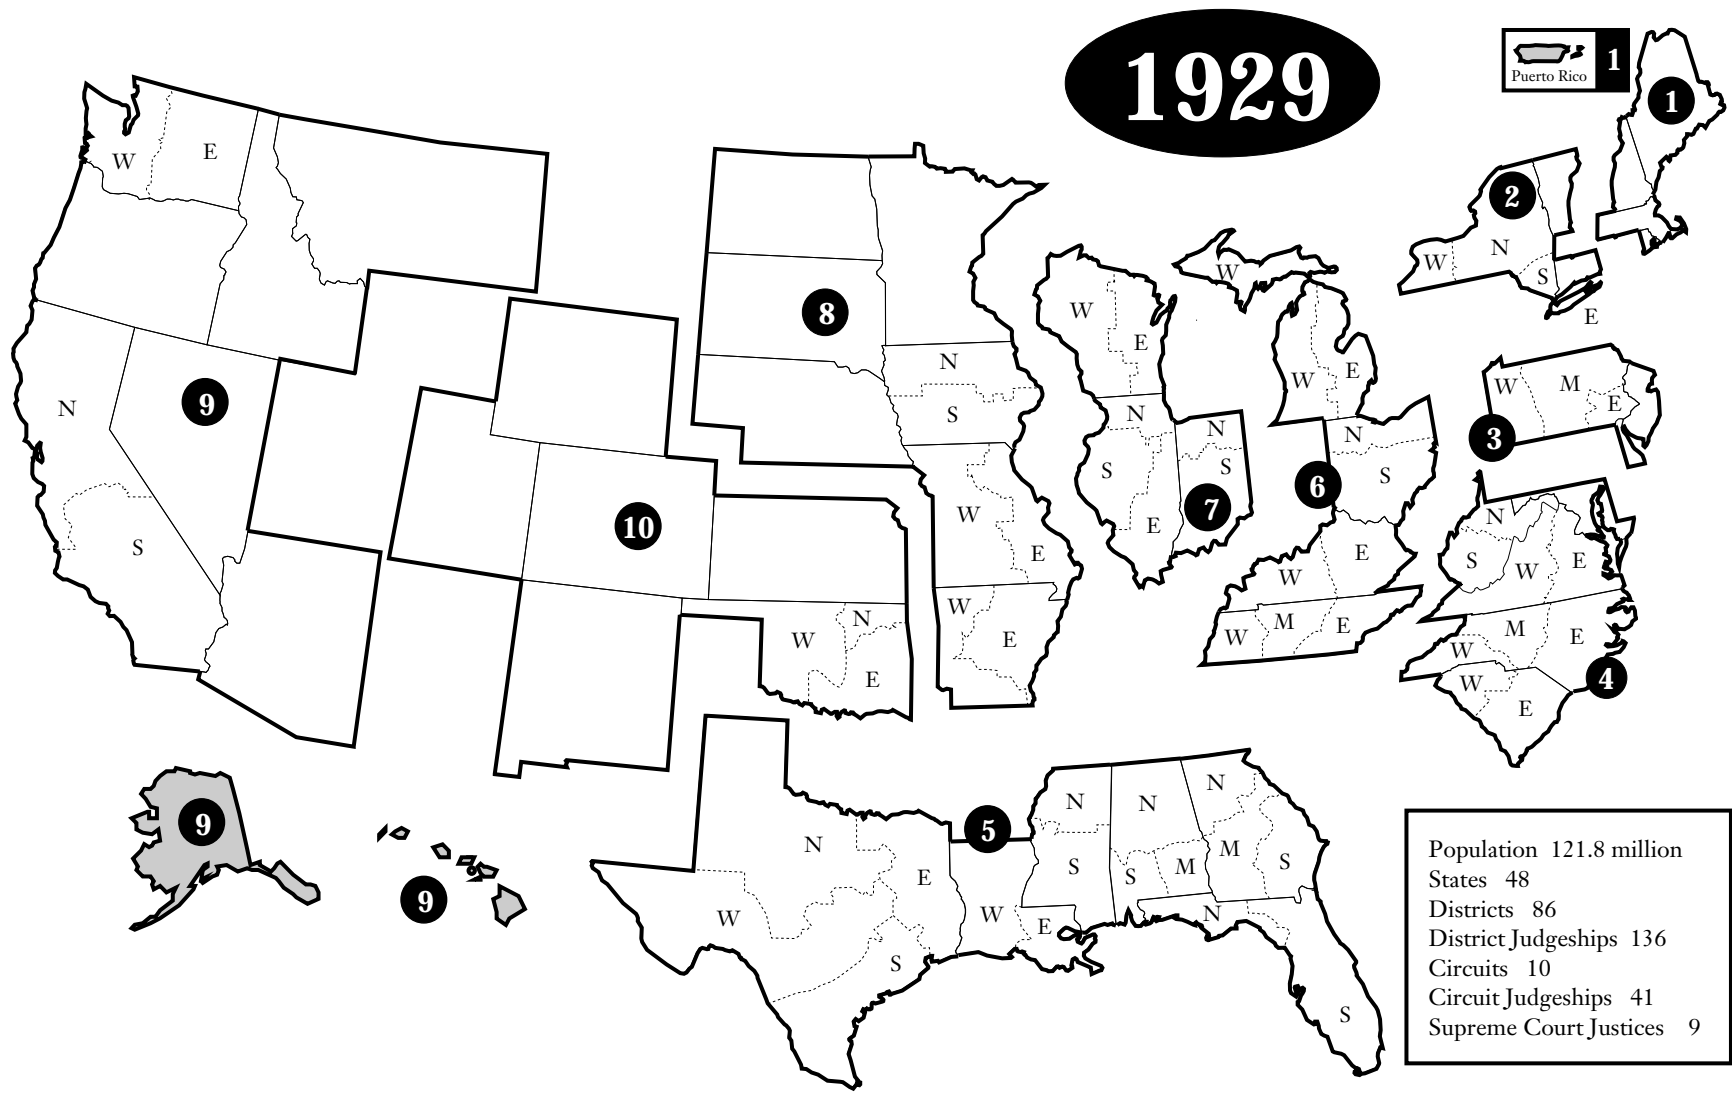 1929
Puerto Rico 1
1
2
W N S
E
W E
8
W
W E
W E
9
N
N
S
W M E
3
N
S
N
S E
N
S
7
6
N
S
10
W
E
W E
W M E
N
S W E
M E
W
4
W E
S
W N
E
W
E
9
9
5
N
S
N
S M
N
M S
N
E
W
S
W
E
N
S
Population 121.8 million
States 48
Districts 86
District Judgeships 136
Circuits 10
Circuit Judgeships 41
Supreme Court Justices 9